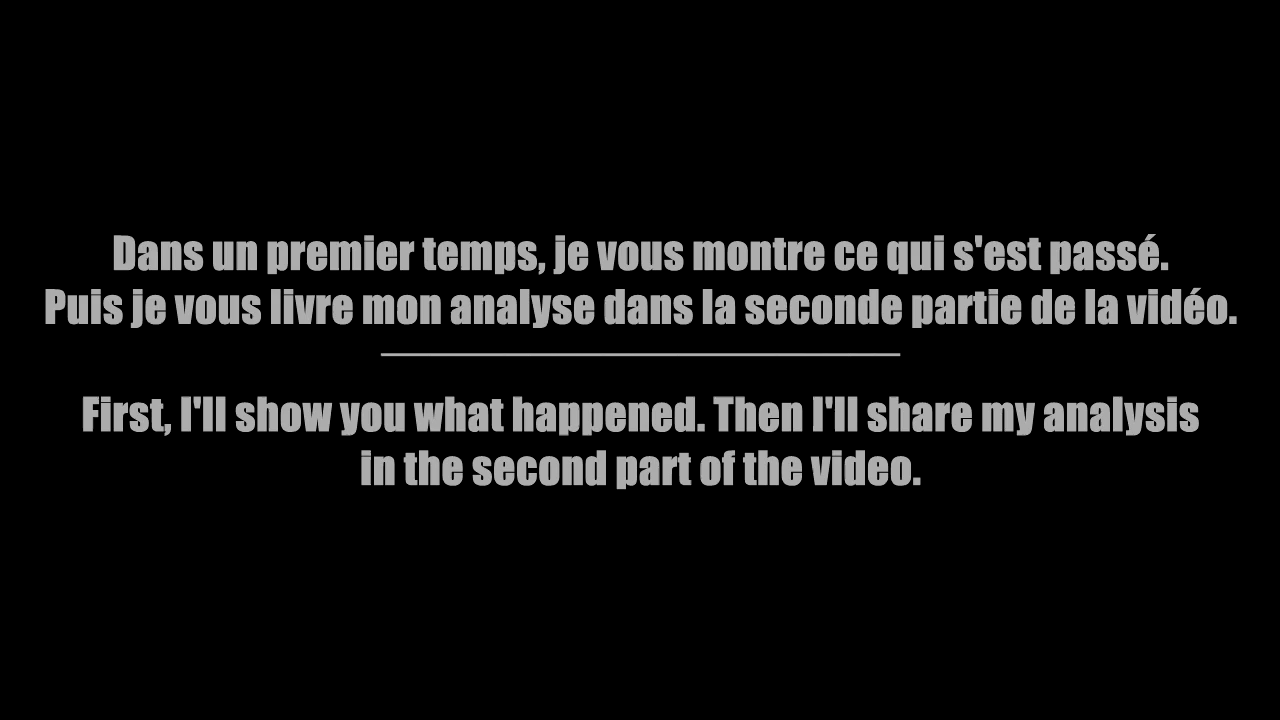 Dans un premier temps, je vous montre ce qui s'est passé.
Puis je vous livre mon analyse dans la seconde partie de la vidéo.
First, I'll show you what happened. Then I'll share my analysis
in the second part of the video.